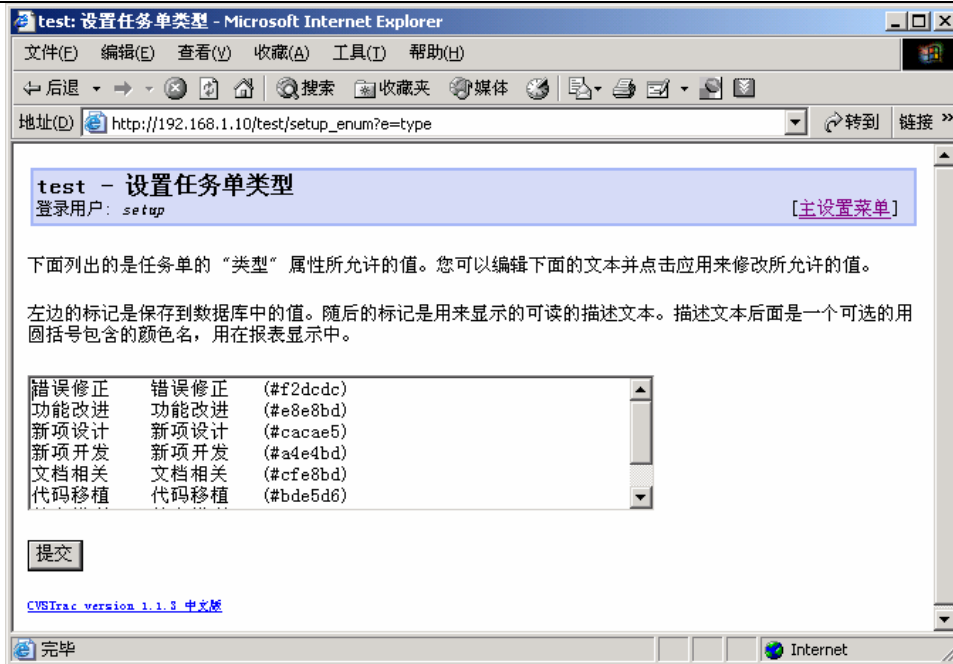 test: 设置任务单类型 - Microsoft Internet Explorer
文件(F) 编辑(E) 查看(V) 收藏(A) 工具(T) 帮助(H)
后退 搜索 收藏夹 媒体
地址(D) http://192.168.1.10/test/setup_enum?e=type 转到 链接 »
test - 设置任务单类型
登录用户: setup [主设置菜单]
下面列出的是任务单的 “类型” 属性所允许的值。您可以编辑下面的文本并点击应用来修改所允许的值。
左边的标记是保存到数据库中的值。随后的标记是用来显示的可读的描述文本。描述文本后面是一个可选的用
圆括号包含的颜色名，用在报表显示中。
错误修正 错误修正 (#f2dcdc)
功能改进 功能改进 (#e8e8bd)
新项设计 新项设计 (#cacae5)
新项开发 新项开发 (#a4e4bd)
文档相关 文档相关 (#cfe8bd)
代码移植 代码移植 (#bde5d6)
提交
CVSTrac version 1.1.3 中文版
完毕 Internet